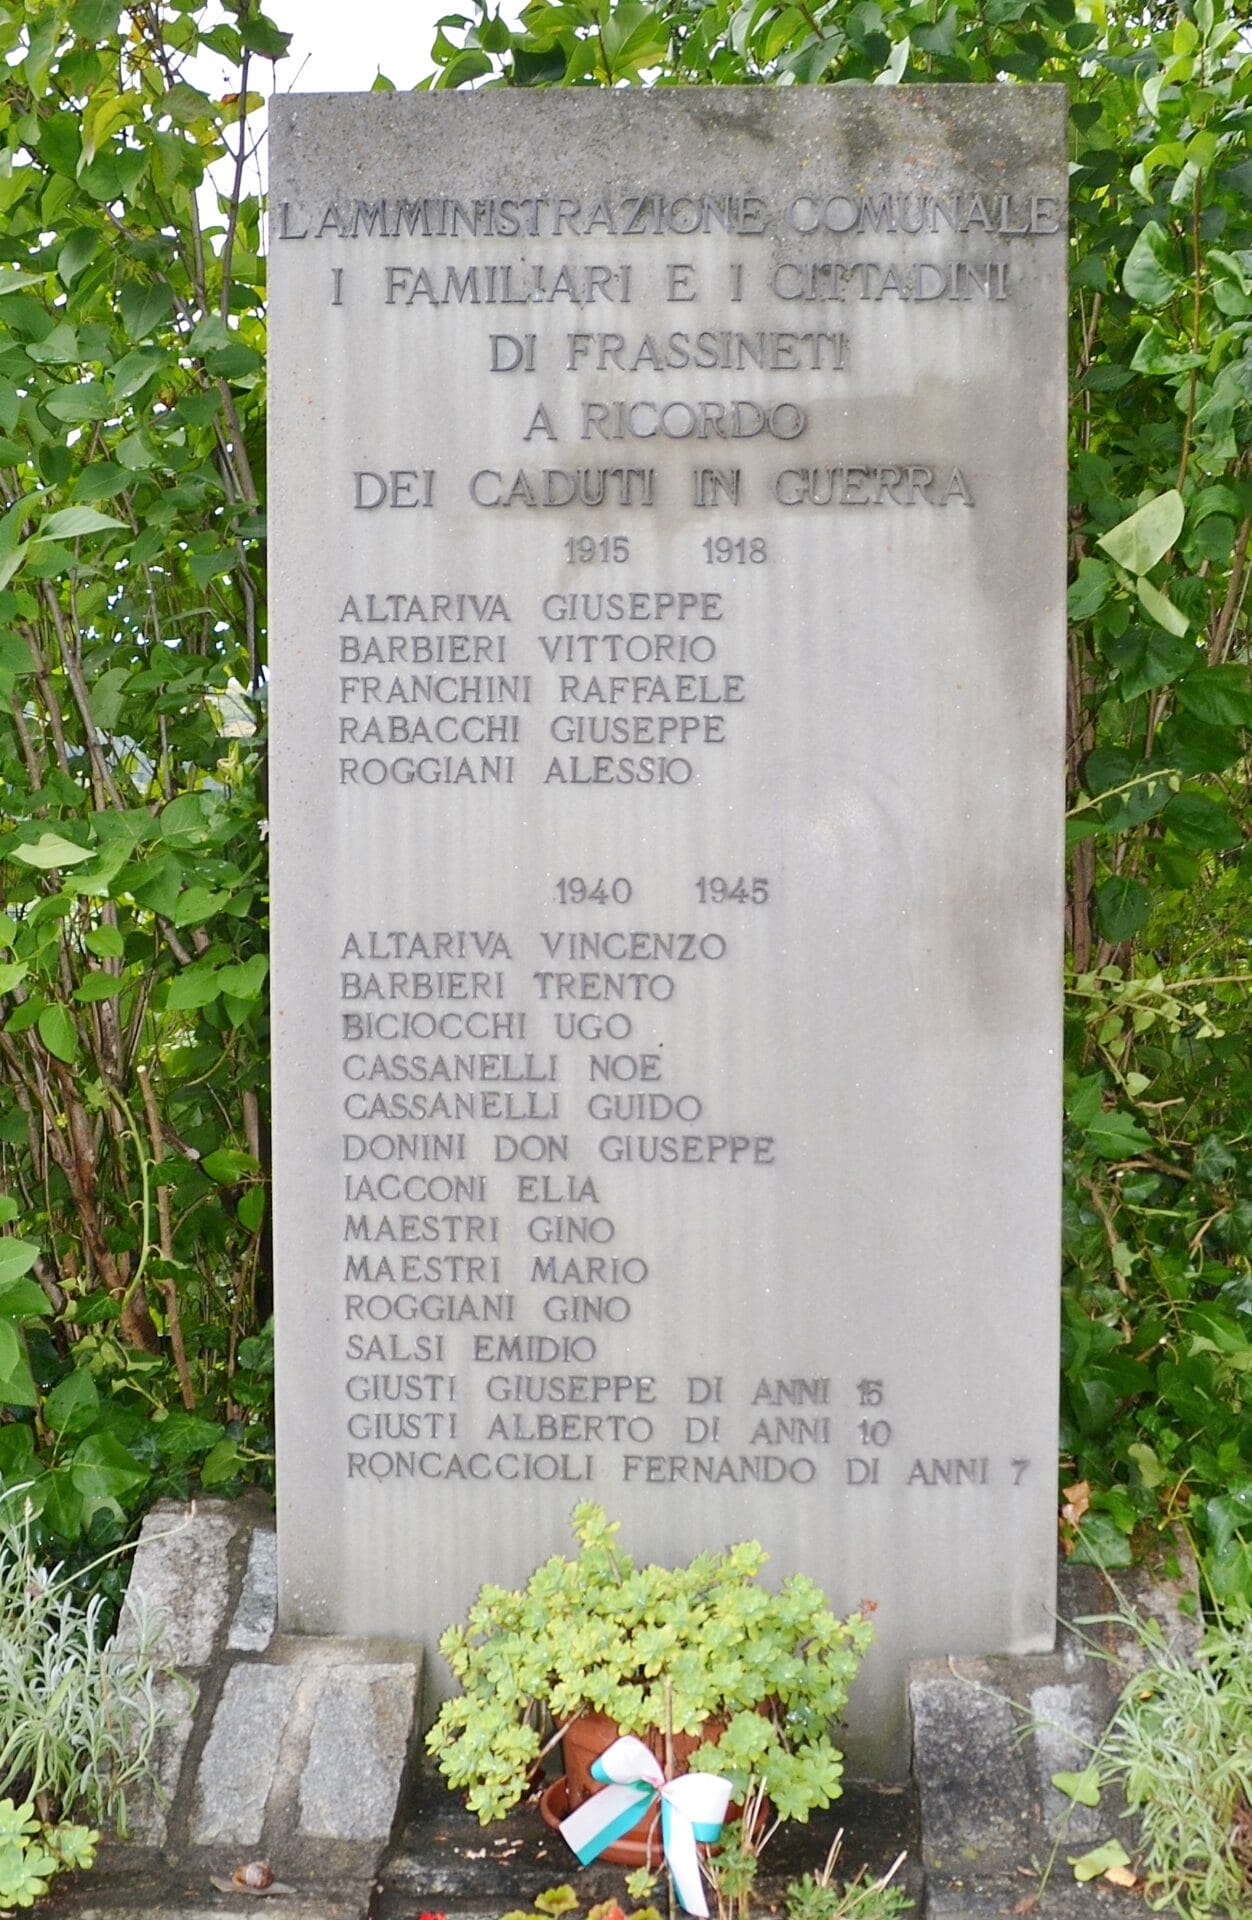 L'AMMINISTRAZIONE COMUNALE
I FAMILIARI E I CITTADINI
DI FRASSINETI
A RICORDO
DEI CADUTI IN GUERRA
1915 1918
ALTARIVA GIUSEPPE
BARBIERI VITTORIO
FRANCHINI RAFFAELE
RABACCHI GIUSEPPE
ROGGIANI ALESSIO
1940 1945
ALTARIVA VINCENZO
BARBIERI TRENTO
BICIOCCHI UGO
CASSANELLI NOE
CASSANELLI GUIDO
DONINI DON GIUSEPPE
IACCONI ELIA
MAESTRI GINO
MAESTRI MARIO
ROGGIANI GINO
SALSI EMIDIO
GIUSTI GIUSEPPE DI ANNI 15
GIUSTI ALBERTO DI ANNI 10
RONCACCIOLI FERNANDO DI ANNI 7